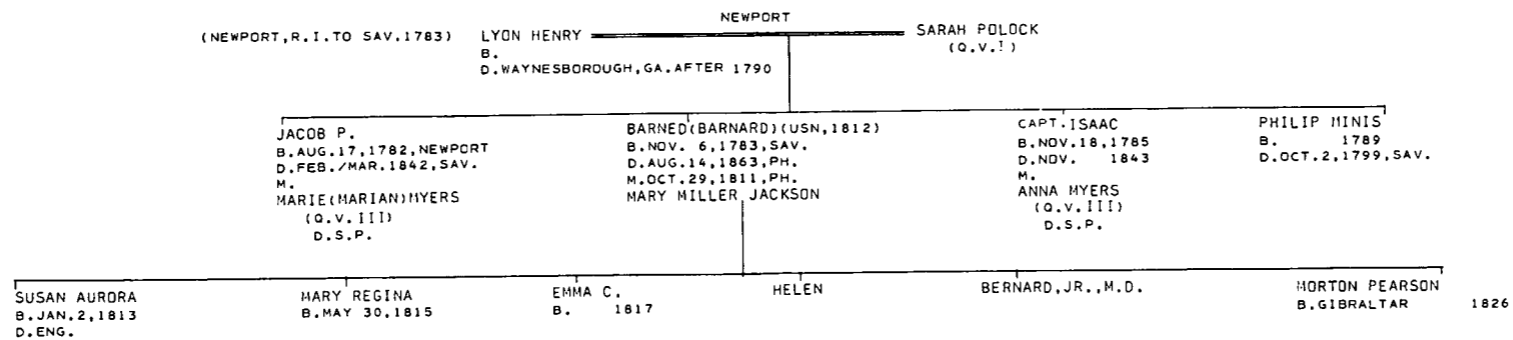 NEWPORT
(NEWPORT,R.I.TO SAV.1783) LYON HENRY SARAH POLOCK
B. (Q.V.I)
D.WAYNESBOROUGH,GA.AFTER 1790
JACOB P.
B.AUG.17,1782,NEWPORT
D.FEB./MAR.1842,SAV.
M.
MARIE(MARIAN)MYERS
(Q.V.III)
D.S.P.
BARNED(BARNARD)(USN,1812)
B.NOV. 6,1783,SAV.
D.AUG.14,1863,PH.
M.OCT.29,1811,PH.
MARY MILLER JACKSON
CAPT.ISAAC
B.NOV.18,1785
D.NOV. 1843
M.
ANNA MYERS
(Q.V.III)
D.S.P.
PHILIP MINIS
B. 1789
D.OCT.2,1799,SAV.
SUSAN AURORA
B.JAN.2,1813
D.ENG.
MARY REGINA
B.MAY 30,1815
EMMA C.
B. 1817
HELEN
BERNARD,JR.,M.D.
MORTON PEARSON
B.GIBRALTAR 1826